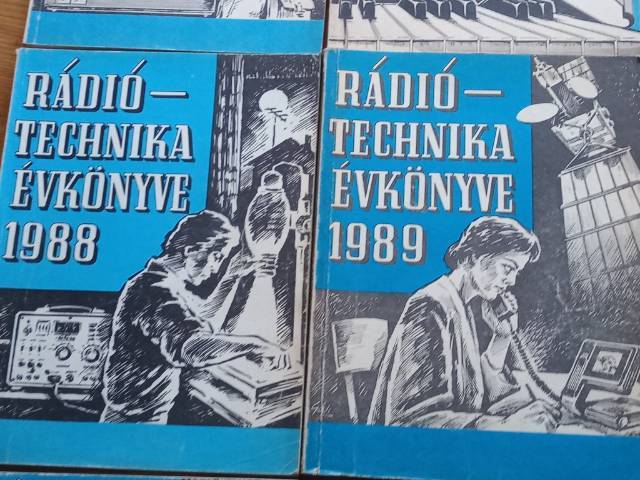 RÁDIÓ—
TECHNIKA
ÉVKÖNYVE
1988
RÁDIÓ—
TECHNIKA
ÉVKÖNYVE
1989